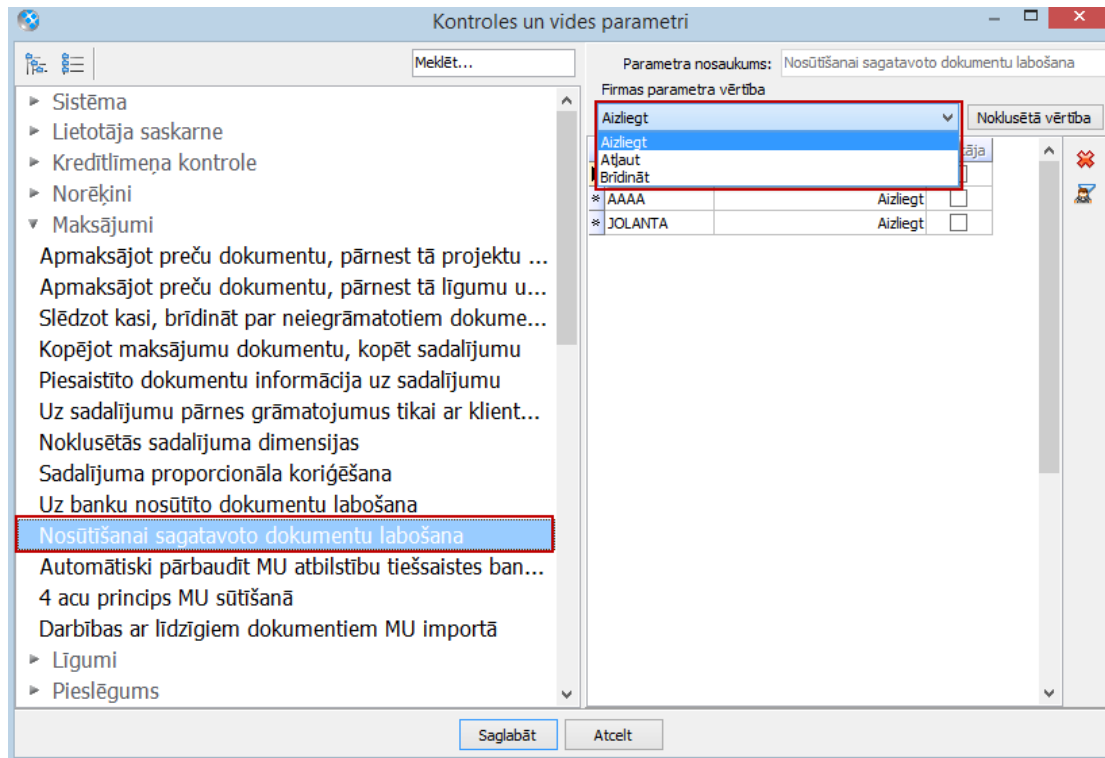 Kontroles un vides parametri
Meklēt...
Sistēma
Lietotāja saskarne
Kredītlīmeņa kontrole
Norēķini
Maksājumi
Apmaksājot preču dokumentu, pārnest tā projektu ...
Apmaksājot preču dokumentu, pārnest tā līgumu u...
Slēdzot kasi, brīdināt par neiegrāmatotiem dokume...
Kopējot maksājumu dokumentu, kopēt sadalījumu
Piesaistīto dokumentu informācija uz sadalījumu
Uz sadalījumu pārnes grāmatojumus tikai ar klient...
Noklusētās sadalījuma dimensijas
Sadalījuma proporcionāla koriģēšana
Uz banku nosūtīto dokumentu labošana
Nosūtīšanai sagatavoto dokumentu labošana
Automātiski pārbaudīt MU atbilstību tiešsaistes ban...
4 acu princips MU sūtīšanā
Darbības ar līdzīgiem dokumentiem MU importā
Līgumi
Pieslēgums
Parametra nosaukums: Nosūtīšanai sagatavoto dokumentu labošana
Firmas parametra vērtība
Aizliegt
Noklusētā vērtība
Aizliegt
Atļaut
Brīdināt
tāja
AAAA Aizliegt
JOLANTA Aizliegt
Saglabāt Atcelt